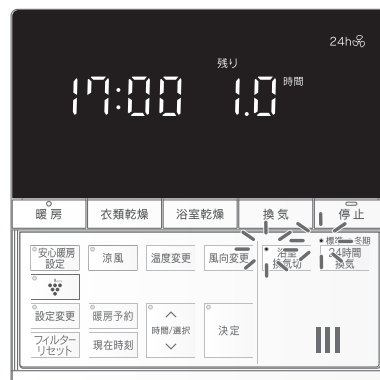 24h
残り
17:00 1.0 時間
暖房 衣類乾燥 浴室乾燥 換気 停止
標準 冬期
安心暖房 涼風 温度変更 風向変更 浴室 24時間
設定 換気切 換気
設定変更 暖房予約 時間/選択 決定
フィルター 現在時刻
リセット